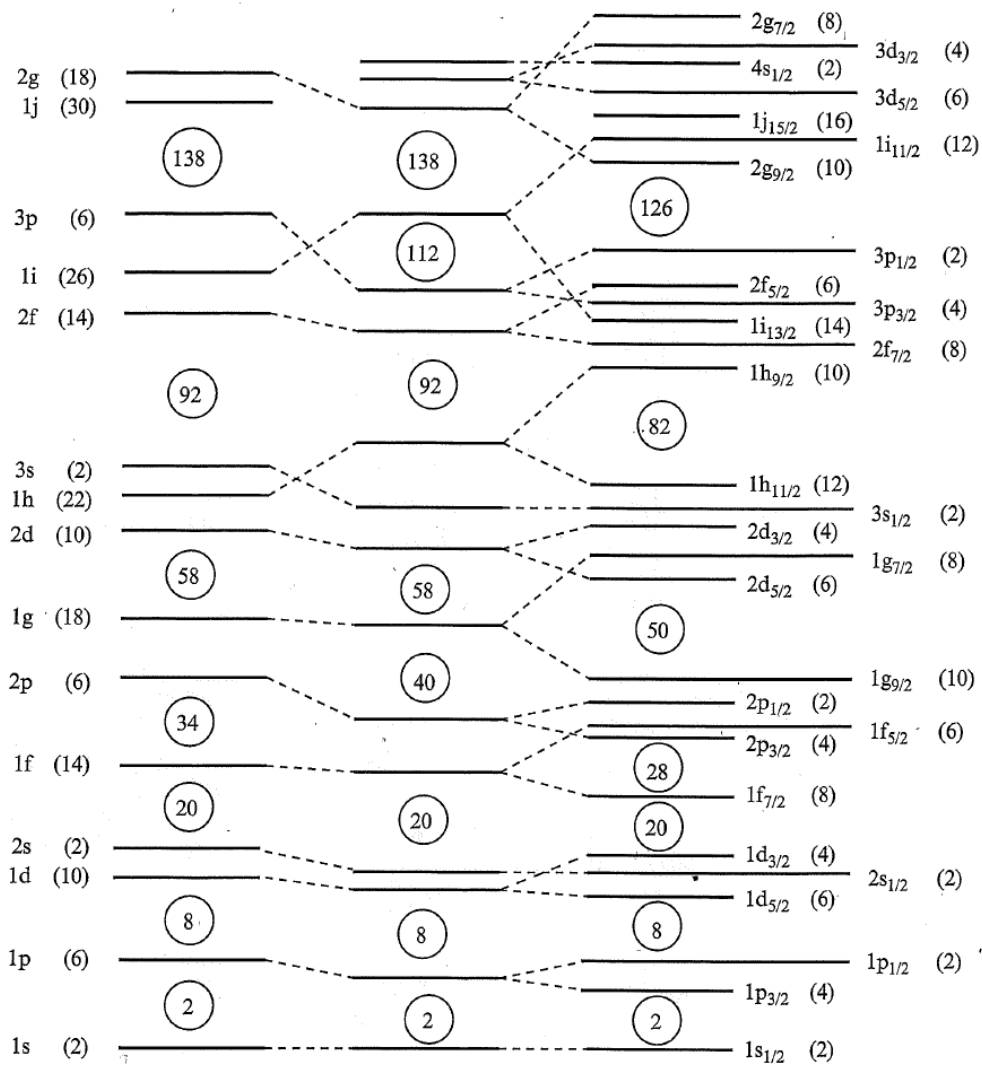 2g (18)
1j (30)
138
3p (6)
1i (26)
2f (14)
92
3s (2)
1h (22)
2d (10)
58
1g (18)
2p (6)
34
1f (14)
20
2s (2)
1d (10)
8
1p (6)
2
1s (2)
138
112
92
58
40
20
8
2
2g7/2 (8)
3d3/2 (4)
4s1/2 (2)
3d5/2 (6)
1j15/2 (16)
1i11/2 (12)
2g9/2 (10)
126
3p1/2 (2)
2f5/2 (6)
3p3/2 (4)
1i13/2 (14)
2f7/2 (8)
1h9/2 (10)
82
1h11/2 (12)
3s1/2 (2)
2d3/2 (4)
1g7/2 (8)
2d5/2 (6)
50
1g9/2 (10)
2p1/2 (2)
1f5/2 (6)
2p3/2 (4)
28
1f7/2 (8)
20
1d3/2 (4)
2s1/2 (2)
1d5/2 (6)
8
1p1/2 (2)
1p3/2 (4)
2
1s1/2 (2)